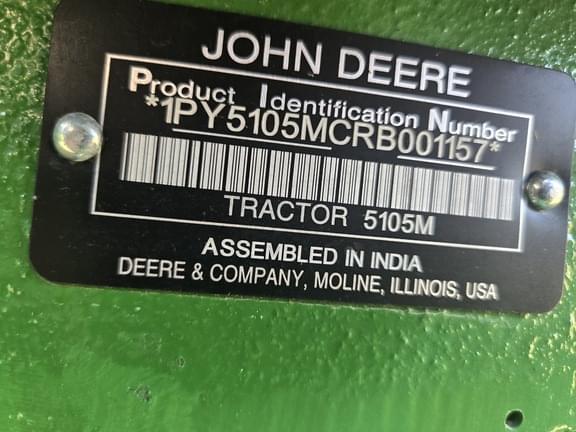 JOHN DEERE
Product Identification Number
*1PY5105MCRB001157*
TRACTOR 5105M
ASSEMBLED IN INDIA
DEERE & COMPANY, MOLINE, ILLINOIS, USA